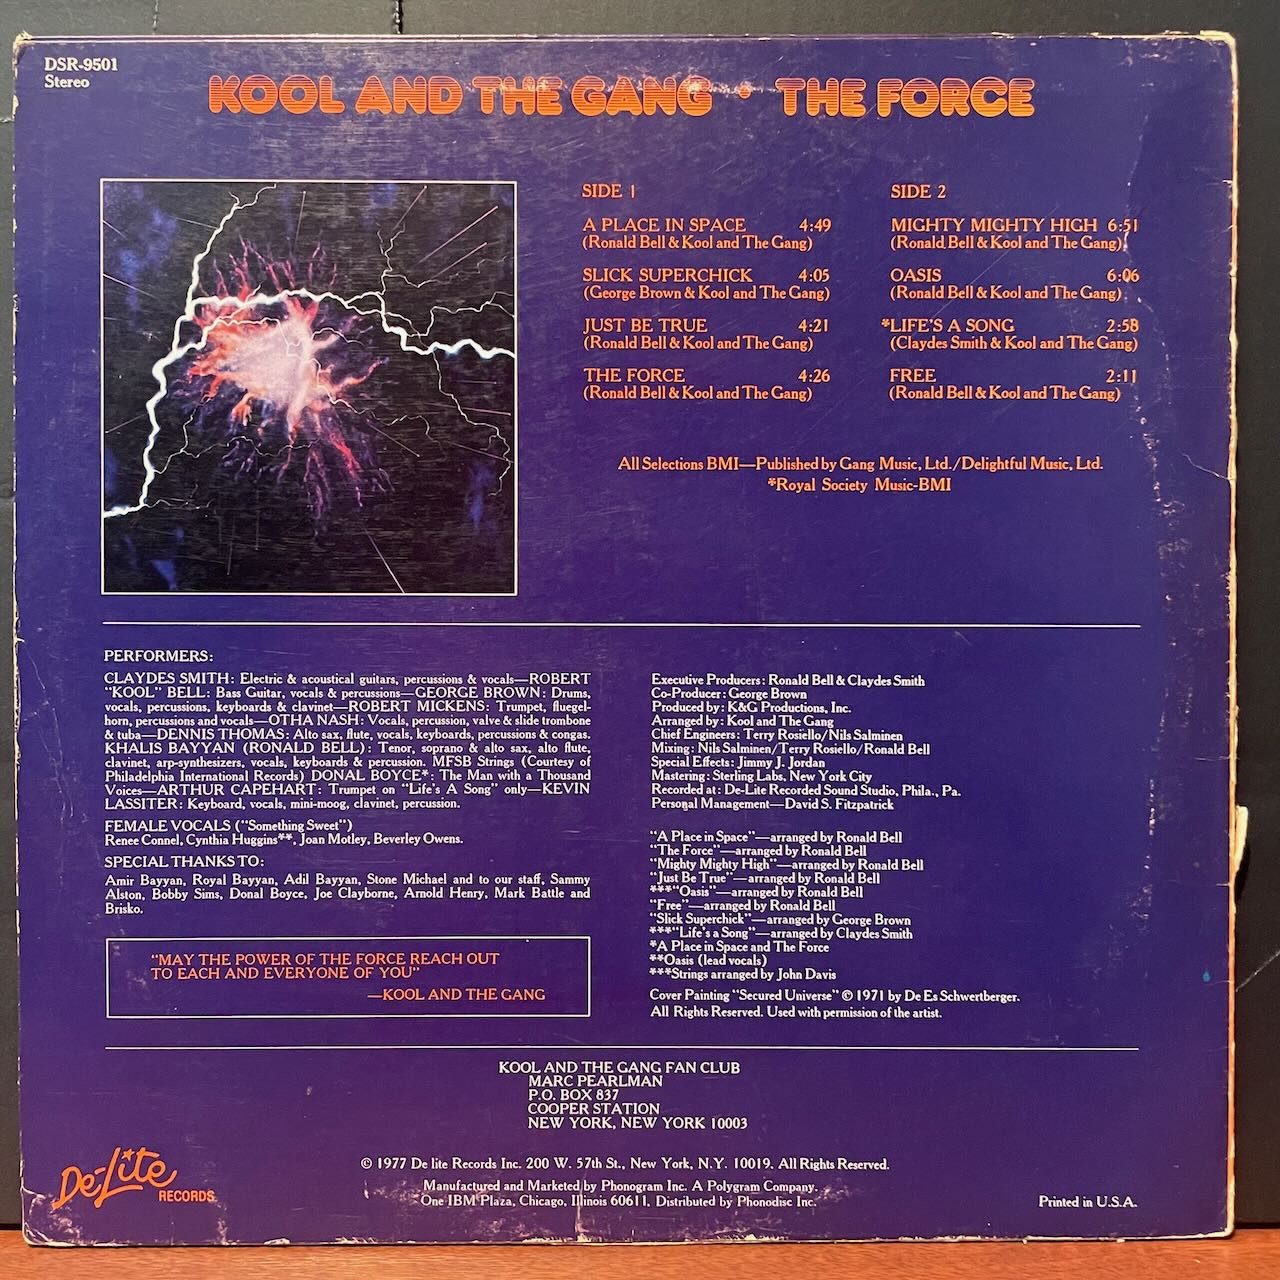 DSR-9501
Stereo
KOOL AND THE GANG • THE FORCE
SIDE 1
A PLACE IN SPACE 4:49
(Ronald Bell & Kool and The Gang)
SLICK SUPERCHICK 4:05
(George Brown & Kool and The Gang)
JUST BE TRUE 4:21
(Ronald Bell & Kool and The Gang)
THE FORCE 4:26
(Ronald Bell & Kool and The Gang)
SIDE 2
MIGHTY MIGHTY HIGH 6:51
(Ronald Bell & Kool and The Gang)
OASIS 6:06
(Ronald Bell & Kool and The Gang)
*LIFE'S A SONG 2:58
(Claydes Smith & Kool and The Gang)
FREE 2:11
(Ronald Bell & Kool and The Gang)
All Selections BMI—Published by Gang Music, Ltd./Delightful Music, Ltd.
*Royal Society Music-BMI
PERFORMERS:
CLAYDES SMITH: Electric & acoustical guitars, percussions & vocals—ROBERT
"KOOL" BELL: Bass Guitar, vocals & percussions—GEORGE BROWN: Drums,
vocals, percussions, keyboards & clavinet—ROBERT MICKENS: Trumpet, fluegel-
horn, percussions and vocals—OTHA NASH: Vocals, percussion, valve & slide trombone
& tuba—DENNIS THOMAS: Alto sax, flute, vocals, keyboards, percussions & congas.
KHALIS BAYYAN (RONALD BELL): Tenor, soprano & alto sax, alto flute,
clavinet, arp-synthesizers, vocals, keyboards & percussion. MFSB Strings (Courtesy of
Philadelphia International Records) DONAL BOYCE*: The Man with a Thousand
Voices—ARTHUR CAPEHART: Trumpet on "Life's A Song" only—KEVIN
LASSITER: Keyboard, vocals, mini-moog, clavinet, percussion.
FEMALE VOCALS ("Something Sweet")
Renee Connel, Cynthia Huggins**, Joan Motley, Beverley Owens.
SPECIAL THANKS TO:
Amir Bayyan, Royal Bayyan, Adil Bayyan, Stone Michael and to our staff, Sammy
Alston, Bobby Sims, Donal Boyce, Joe Clayborne, Arnold Henry, Mark Battle and
Brisko.
"MAY THE POWER OF THE FORCE REACH OUT
TO EACH AND EVERYONE OF YOU"
—KOOL AND THE GANG
Executive Producers: Ronald Bell & Claydes Smith
Co-Producer: George Brown
Produced by: K&G Productions, Inc.
Arranged by: Kool and The Gang
Chief Engineers: Terry Rosiello/Nils Salminen
Mixing: Nils Salminen/Terry Rosiello/Ronald Bell
Special Effects: Jimmy J. Jordan
Mastering: Sterling Labs, New York City
Recorded at: De-Lite Recorded Sound Studio, Phila., Pa.
Personal Management—David S. Fitzpatrick
"A Place in Space"—arranged by Ronald Bell
"The Force"—arranged by Ronald Bell
"Mighty Mighty High"—arranged by Ronald Bell
"Just Be True"—arranged by Ronald Bell
***"Oasis"—arranged by Ronald Bell
"Free"—arranged by Ronald Bell
"Slick Superchick"—arranged by George Brown
***"Life's a Song"—arranged by Claydes Smith
*A Place in Space and The Force
**Oasis (lead vocals)
***Strings arranged by John Davis
Cover Painting "Secured Universe" © 1971 by De Es Schwertberger.
All Rights Reserved. Used with permission of the artist.
KOOL AND THE GANG FAN CLUB
MARC PEARLMAN
P.O. BOX 837
COOPER STATION
NEW YORK, NEW YORK 10003
De-Lite
RECORDS
© 1977 De lite Records Inc. 200 W. 57th St., New York, N.Y. 10019. All Rights Reserved.
Manufactured and Marketed by Phonogram Inc. A Polygram Company.
One IBM Plaza, Chicago, Illinois 60611. Distributed by Phonodisc Inc.
Printed in U.S.A.